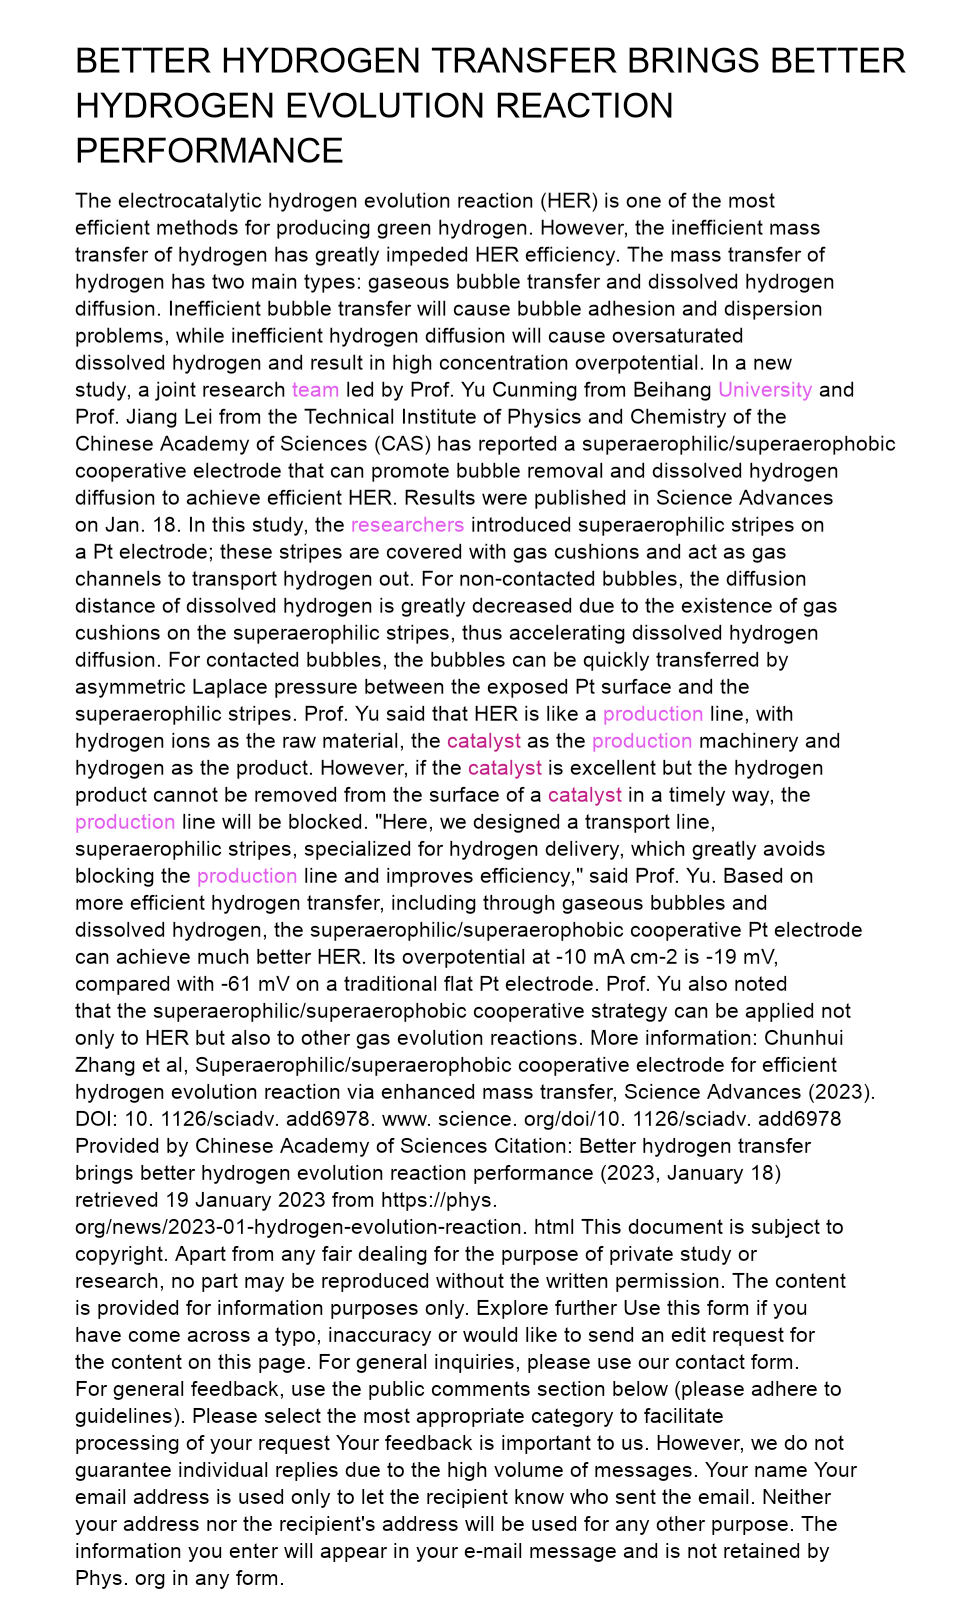 BETTER HYDROGEN TRANSFER BRINGS BETTER
HYDROGEN EVOLUTION REACTION
PERFORMANCE
The electrocatalytic hydrogen evolution reaction (HER) is one of the most
efficient methods for producing green hydrogen. However, the inefficient mass
transfer of hydrogen has greatly impeded HER efficiency. The mass transfer of
hydrogen has two main types: gaseous bubble transfer and dissolved hydrogen
diffusion. Inefficient bubble transfer will cause bubble adhesion and dispersion
problems, while inefficient hydrogen diffusion will cause oversaturated
dissolved hydrogen and result in high concentration overpotential. In a new
study, a joint research team led by Prof. Yu Cunming from Beihang University and
Prof. Jiang Lei from the Technical Institute of Physics and Chemistry of the
Chinese Academy of Sciences (CAS) has reported a superaerophilic/superaerophobic
cooperative electrode that can promote bubble removal and dissolved hydrogen
diffusion to achieve efficient HER. Results were published in Science Advances
on Jan. 18. In this study, the researchers introduced superaerophilic stripes on
a Pt electrode; these stripes are covered with gas cushions and act as gas
channels to transport hydrogen out. For non-contacted bubbles, the diffusion
distance of dissolved hydrogen is greatly decreased due to the existence of gas
cushions on the superaerophilic stripes, thus accelerating dissolved hydrogen
diffusion. For contacted bubbles, the bubbles can be quickly transferred by
asymmetric Laplace pressure between the exposed Pt surface and the
superaerophilic stripes. Prof. Yu said that HER is like a production line, with
hydrogen ions as the raw material, the catalyst as the production machinery and
hydrogen as the product. However, if the catalyst is excellent but the hydrogen
product cannot be removed from the surface of a catalyst in a timely way, the
production line will be blocked. "Here, we designed a transport line,
superaerophilic stripes, specialized for hydrogen delivery, which greatly avoids
blocking the production line and improves efficiency," said Prof. Yu. Based on
more efficient hydrogen transfer, including through gaseous bubbles and
dissolved hydrogen, the superaerophilic/superaerophobic cooperative Pt electrode
can achieve much better HER. Its overpotential at -10 mA cm-2 is -19 mV,
compared with -61 mV on a traditional flat Pt electrode. Prof. Yu also noted
that the superaerophilic/superaerophobic cooperative strategy can be applied not
only to HER but also to other gas evolution reactions. More information: Chunhui
Zhang et al, Superaerophilic/superaerophobic cooperative electrode for efficient
hydrogen evolution reaction via enhanced mass transfer, Science Advances (2023).
DOI: 10. 1126/sciadv. add6978. www. science. org/doi/10. 1126/sciadv. add6978
Provided by Chinese Academy of Sciences Citation: Better hydrogen transfer
brings better hydrogen evolution reaction performance (2023, January 18)
retrieved 19 January 2023 from https://phys.
org/news/2023-01-hydrogen-evolution-reaction. html This document is subject to
copyright. Apart from any fair dealing for the purpose of private study or
research, no part may be reproduced without the written permission. The content
is provided for information purposes only. Explore further Use this form if you
have come across a typo, inaccuracy or would like to send an edit request for
the content on this page. For general inquiries, please use our contact form.
For general feedback, use the public comments section below (please adhere to
guidelines). Please select the most appropriate category to facilitate
processing of your request Your feedback is important to us. However, we do not
guarantee individual replies due to the high volume of messages. Your name Your
email address is used only to let the recipient know who sent the email. Neither
your address nor the recipient's address will be used for any other purpose. The
information you enter will appear in your e-mail message and is not retained by
Phys. org in any form.